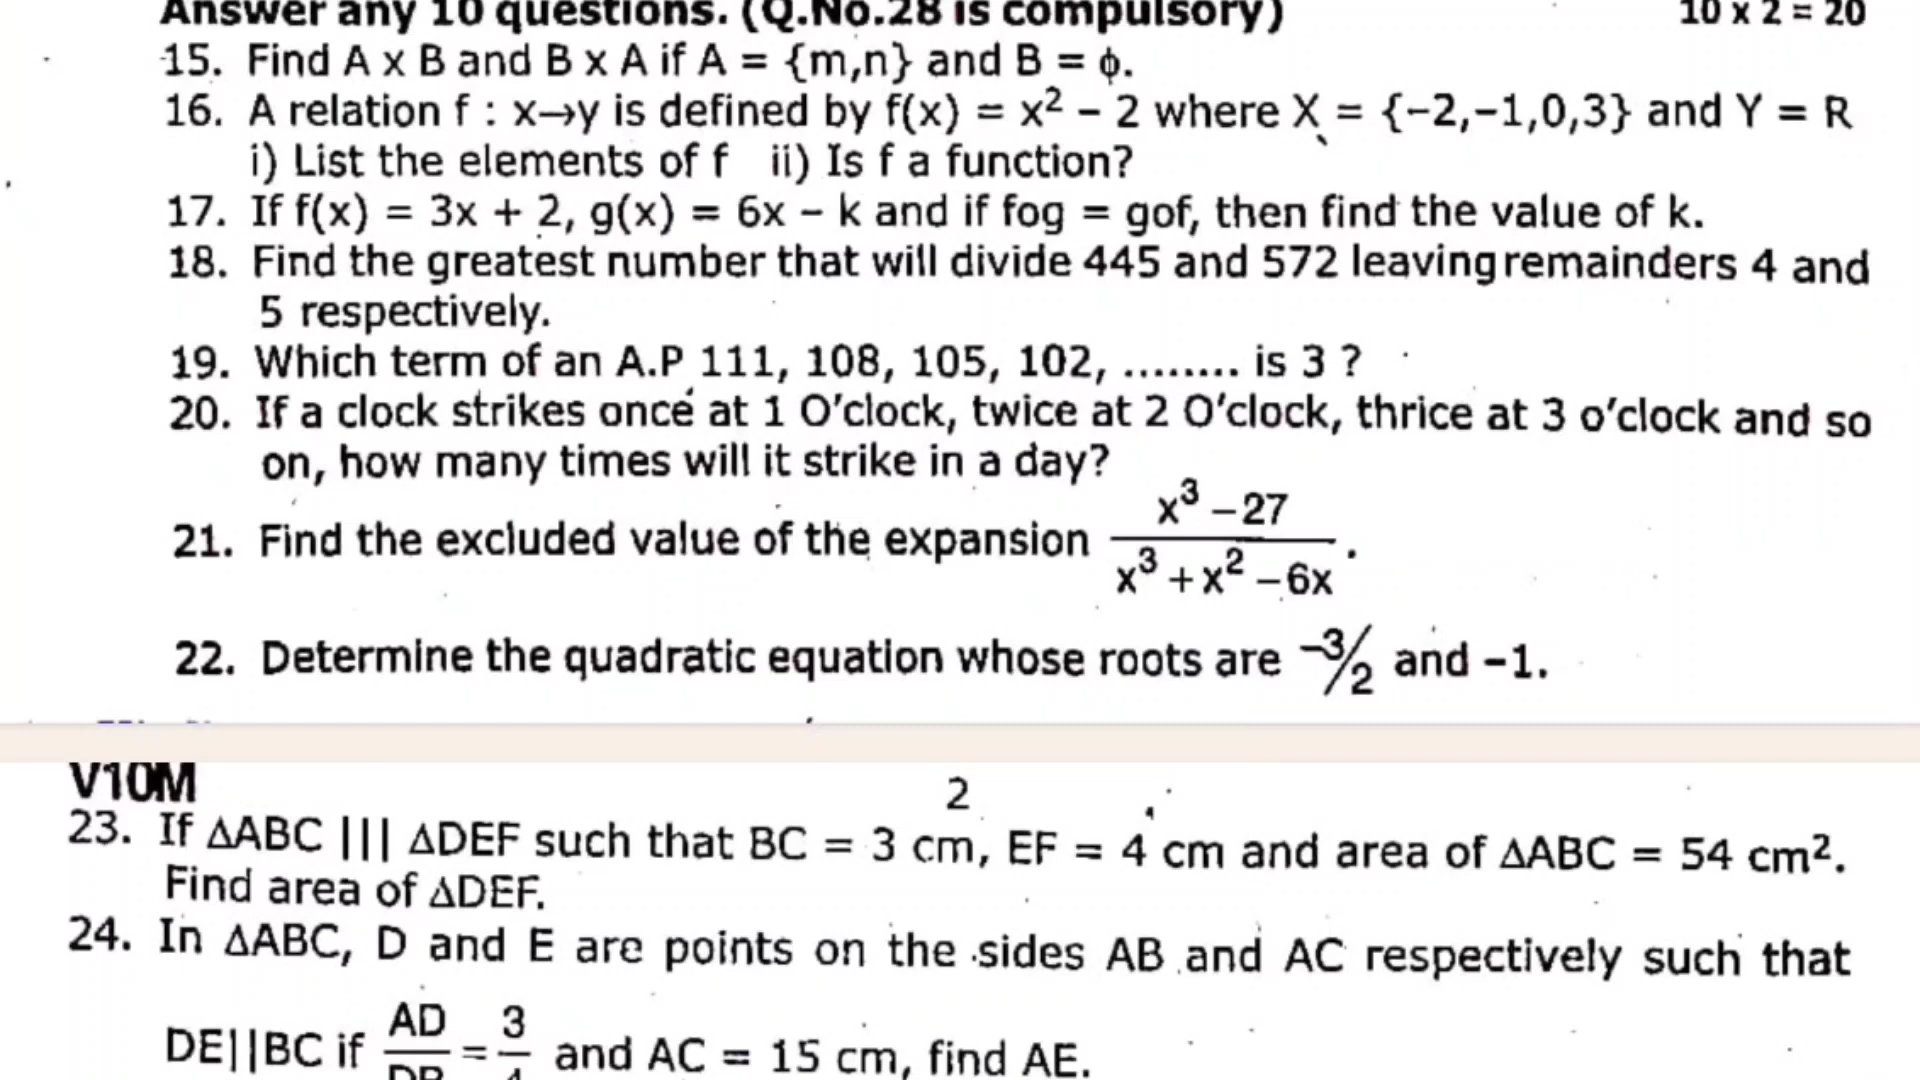 Answer any 10 questions. (Q.No.28 is compulsory) 10 x 2 = 20
15. Find A x B and B x A if A = {m,n} and B = ϕ.
16. A relation f : x→y is defined by f(x) = x² – 2 where X = {–2,–1,0,3} and Y = R
i) List the elements of f ii) Is f a function?
17. If f(x) = 3x + 2, g(x) = 6x – k and if fog = gof, then find the value of k.
18. Find the greatest number that will divide 445 and 572 leaving remainders 4 and
5 respectively.
19. Which term of an A.P 111, 108, 105, 102, ........ is 3 ?
20. If a clock strikes once at 1 O'clock, twice at 2 O'clock, thrice at 3 o'clock and so
on, how many times will it strike in a day?
21. Find the excluded value of the expansion (x³ – 27)/(x³ + x² – 6x).
22. Determine the quadratic equation whose roots are –3/2 and –1.
V10M
2
23. If ΔABC ||| ΔDEF such that BC = 3 cm, EF = 4 cm and area of ΔABC = 54 cm².
Find area of ΔDEF.
24. In ΔABC, D and E are points on the sides AB and AC respectively such that
DE||BC if AD/DB = 3/4 and AC = 15 cm, find AE.